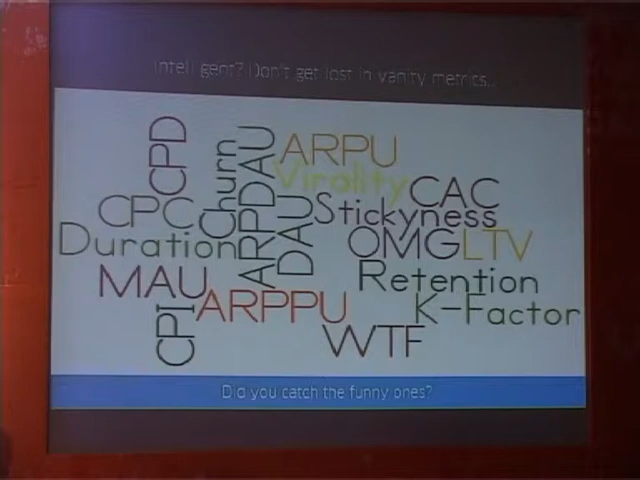 Intelligent? Don't get lost in vanity metrics..
CPD
Churn
ARPDAU
ARPU
Virality
CAC
CPC
DAU
Stickyness
Duration
OMG
LTV
MAU
Retention
CPI
ARPPU
K-Factor
WTF
Did you catch the funny ones?